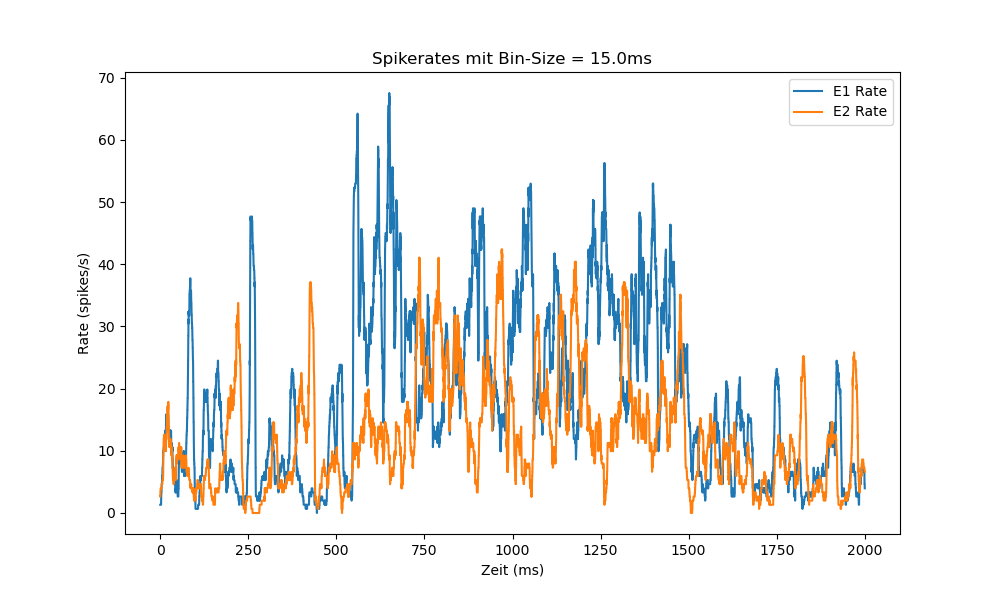 Spikerates mit Bin-Size = 15.0ms
E1 Rate
E2 Rate
70
60
50
40
30
20
10
0
Rate (spikes/s)
0 250 500 750 1000 1250 1500 1750 2000
Zeit (ms)